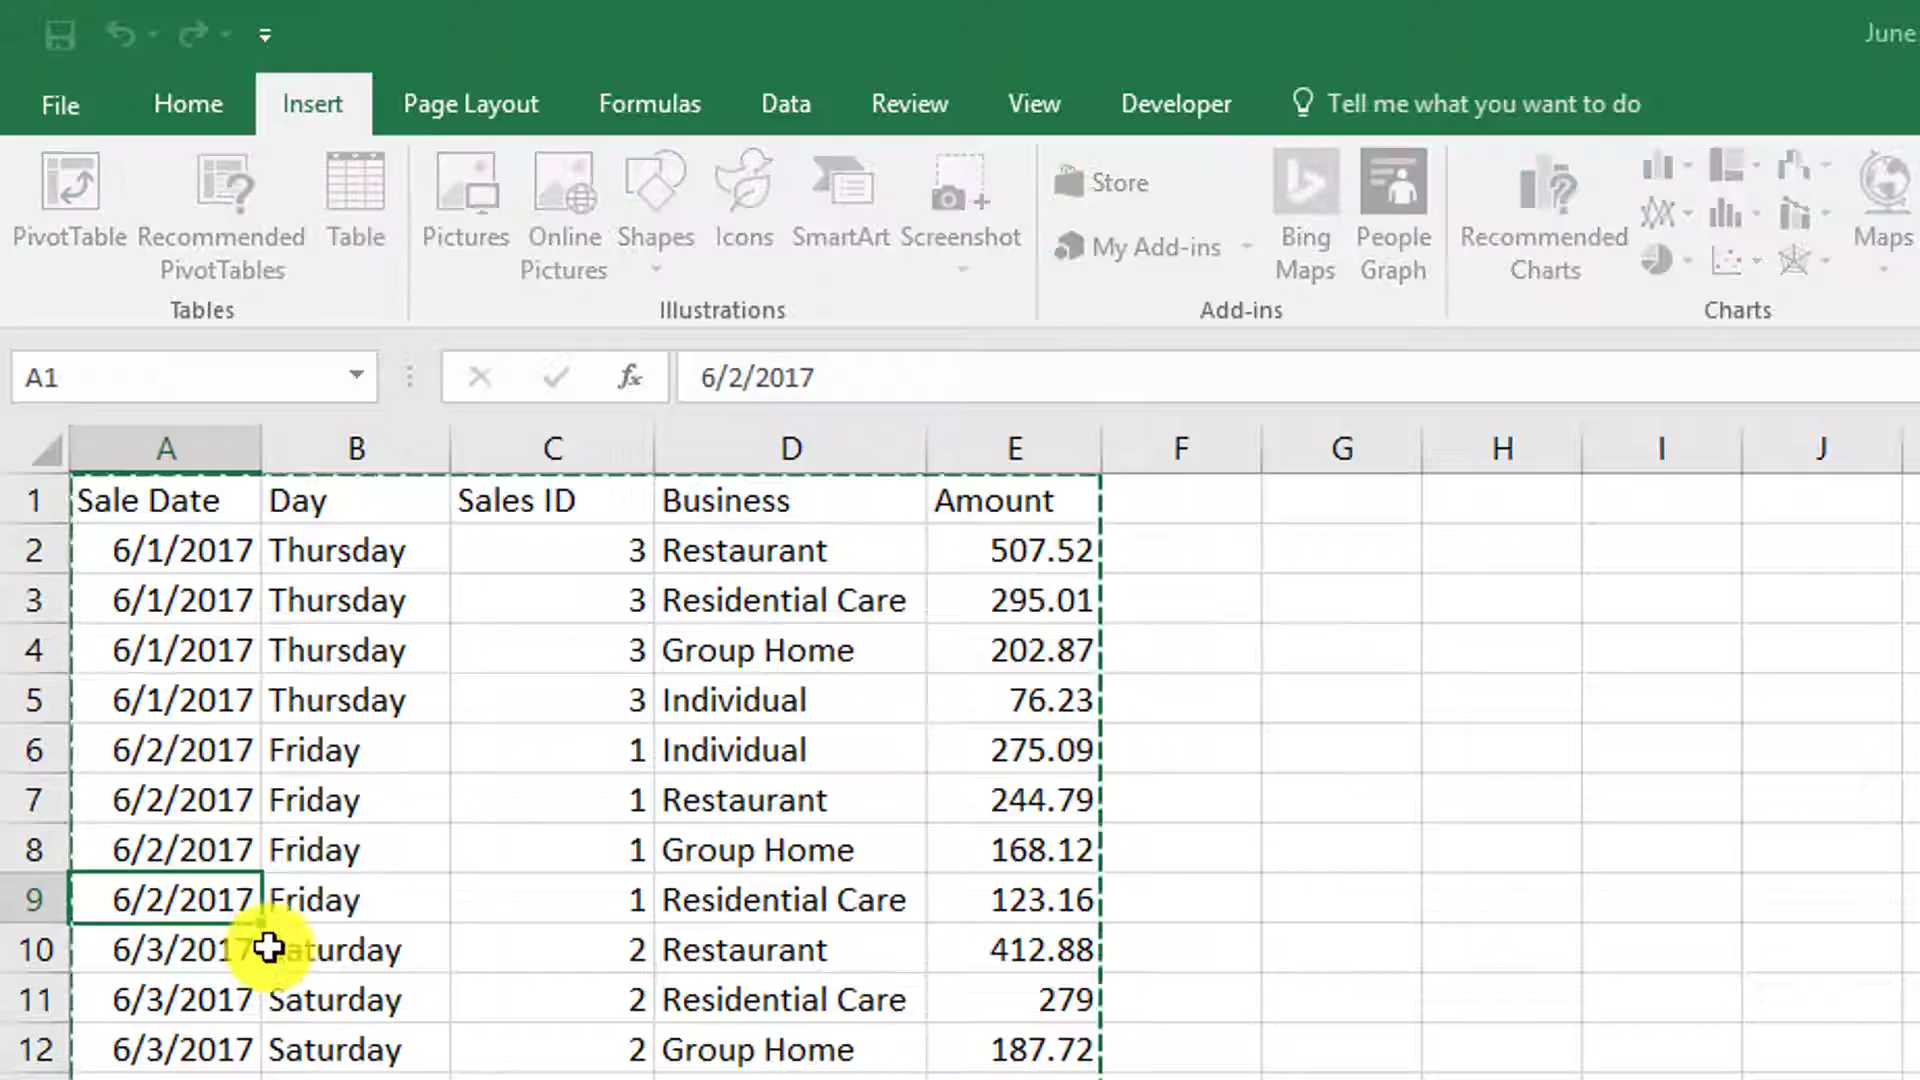 June
File Home Insert Page Layout Formulas Data Review View Developer Tell me what you want to do
PivotTable Recommended PivotTables Table Pictures Online Pictures Shapes Icons SmartArt Screenshot Store My Add-ins Bing Maps People Graph Recommended Charts Maps
Tables Illustrations Add-ins Charts
A1 fx 6/2/2017
A B C D E F G H I J
1 Sale Date Day Sales ID Business Amount
2 6/1/2017 Thursday 3 Restaurant 507.52
3 6/1/2017 Thursday 3 Residential Care 295.01
4 6/1/2017 Thursday 3 Group Home 202.87
5 6/1/2017 Thursday 3 Individual 76.23
6 6/2/2017 Friday 1 Individual 275.09
7 6/2/2017 Friday 1 Restaurant 244.79
8 6/2/2017 Friday 1 Group Home 168.12
9 6/2/2017 Friday 1 Residential Care 123.16
10 6/3/2017 Saturday 2 Restaurant 412.88
11 6/3/2017 Saturday 2 Residential Care 279
12 6/3/2017 Saturday 2 Group Home 187.72